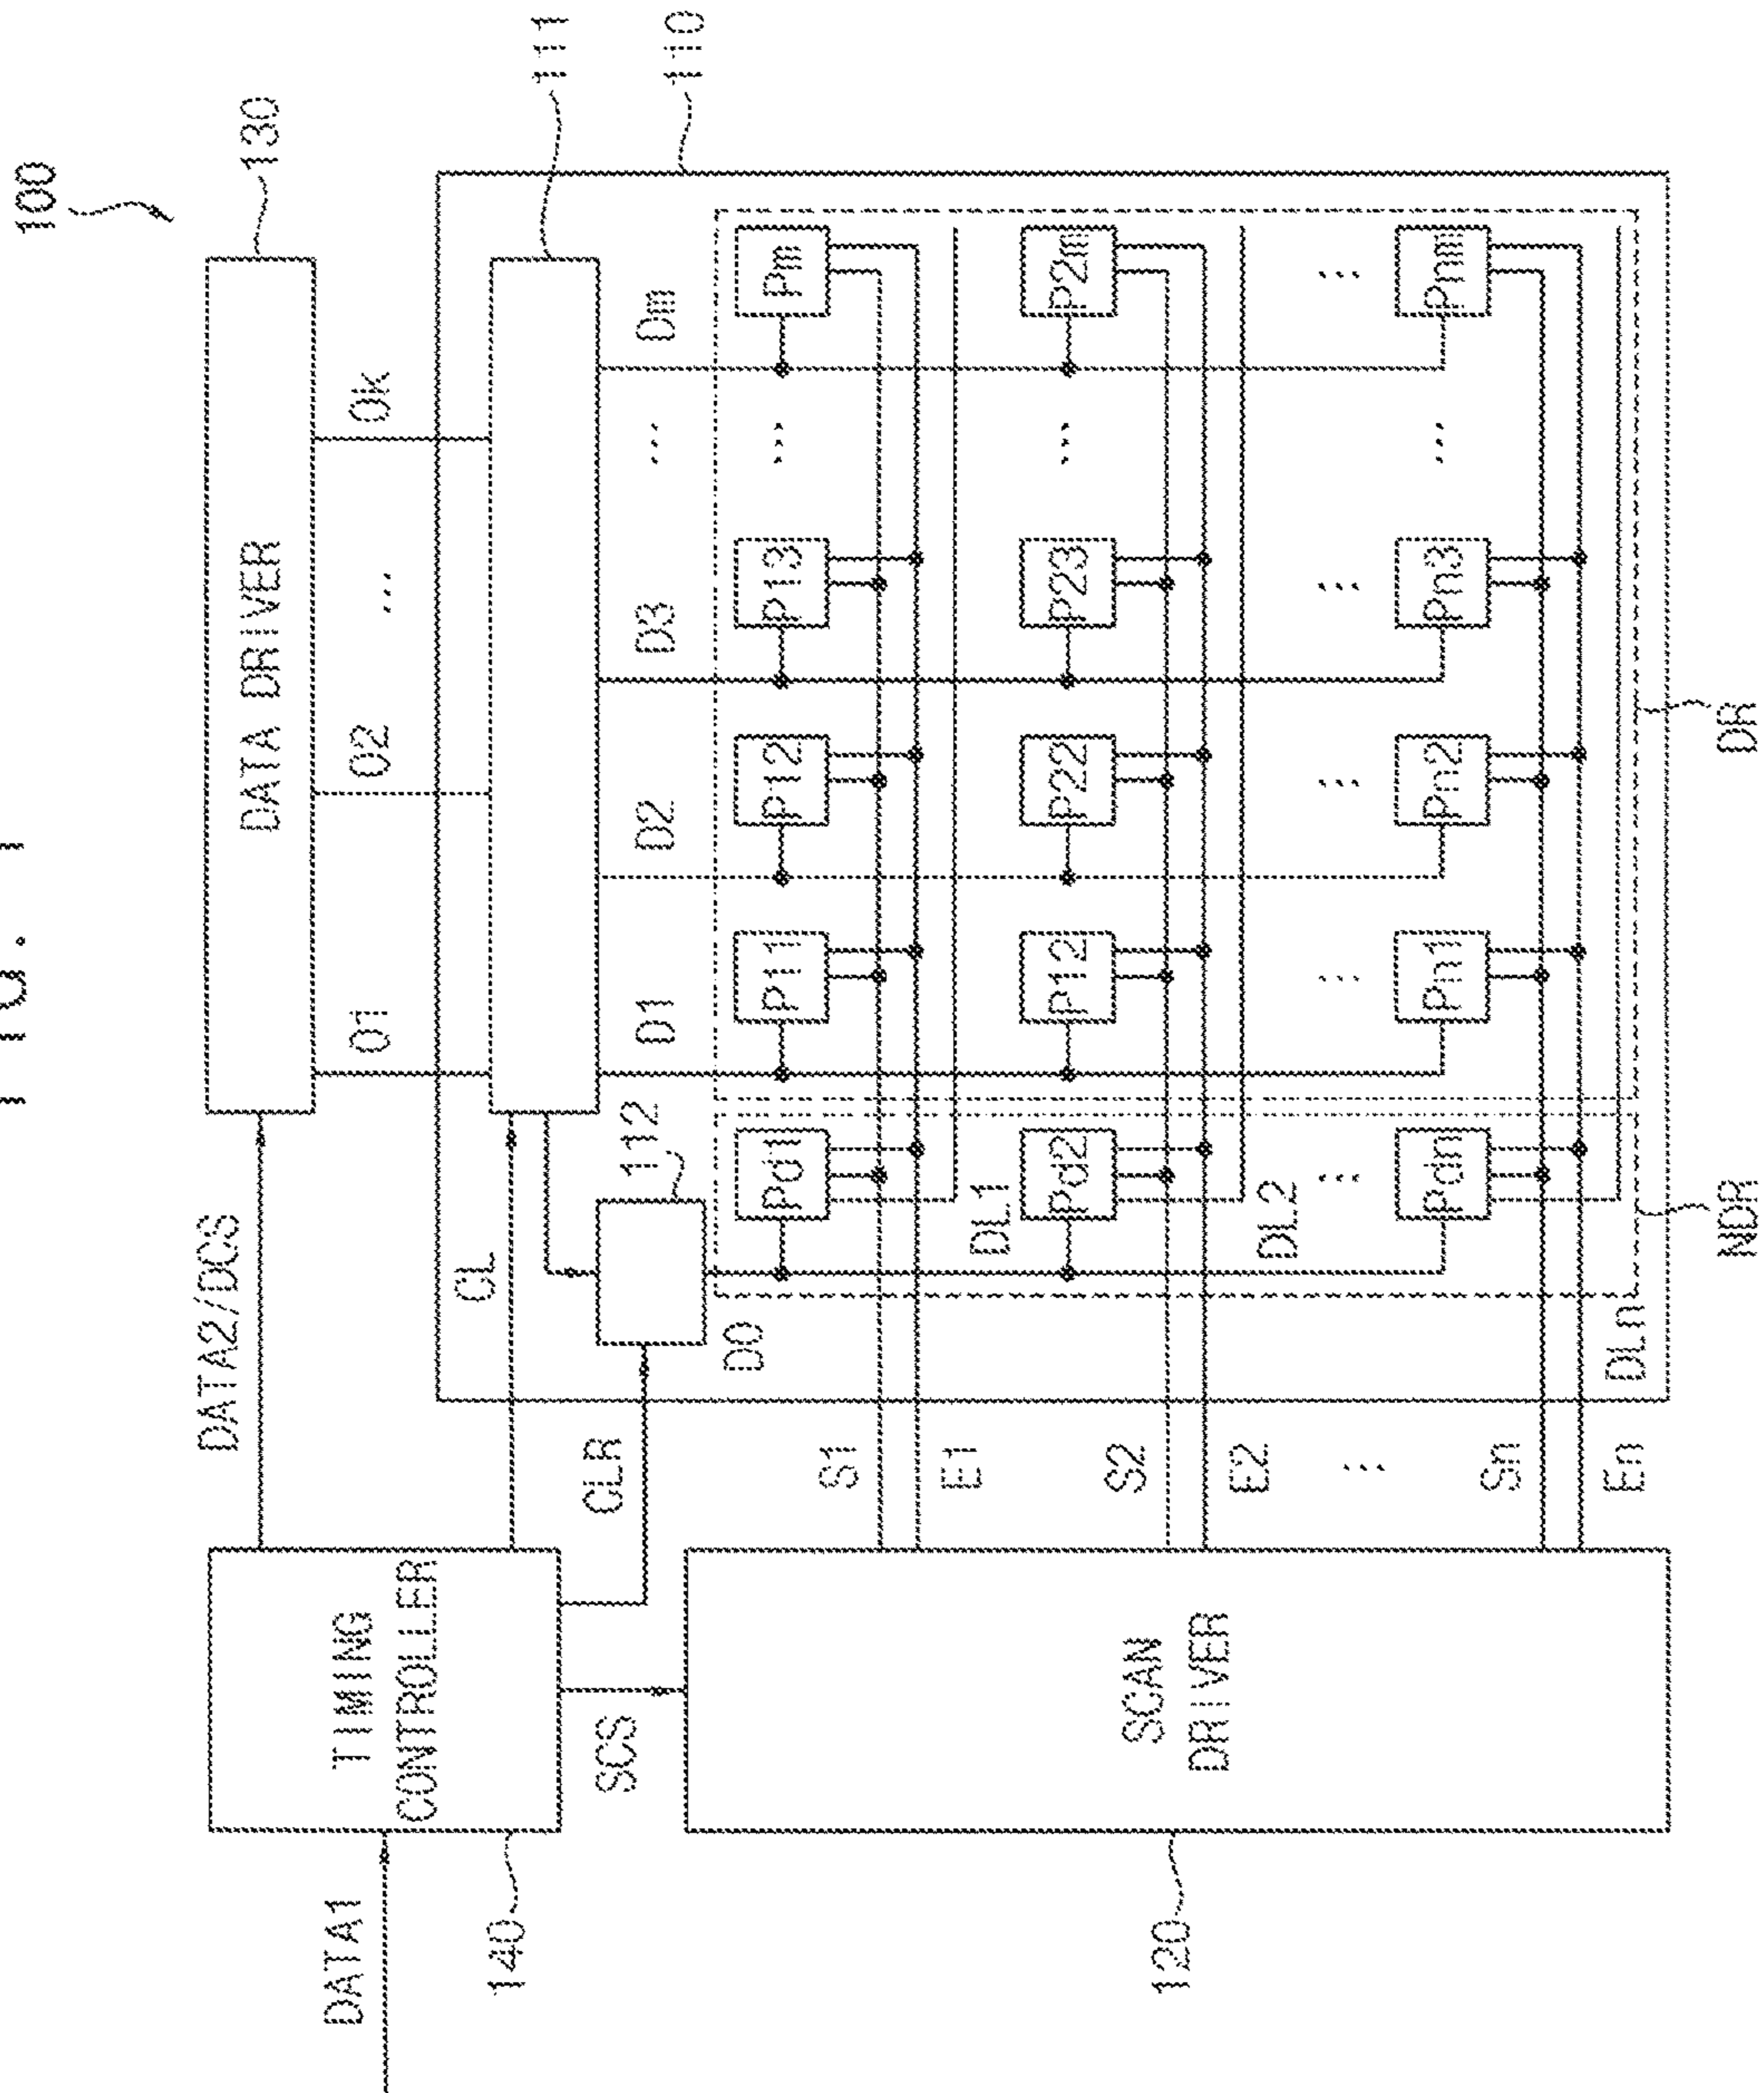 FIG. 1
100
DATA DRIVER
130
DATA2/DCS
O1
O2
...
Ok
111
110
DATA1
TIMING
CONTROLLER
140
CL
CLR
SCS
112
D0
D1
D2
D3
...
Dm
S1
E1
Pd1
P11
P12
P13
...
Pm
DL1
S2
E2
Pd2
P12
P22
P23
...
P2m
DL2
Sn
En
Pdn
Pn1
Pn2
Pn3
...
Pnm
DLn
SCAN
DRIVER
120
NDR
DR